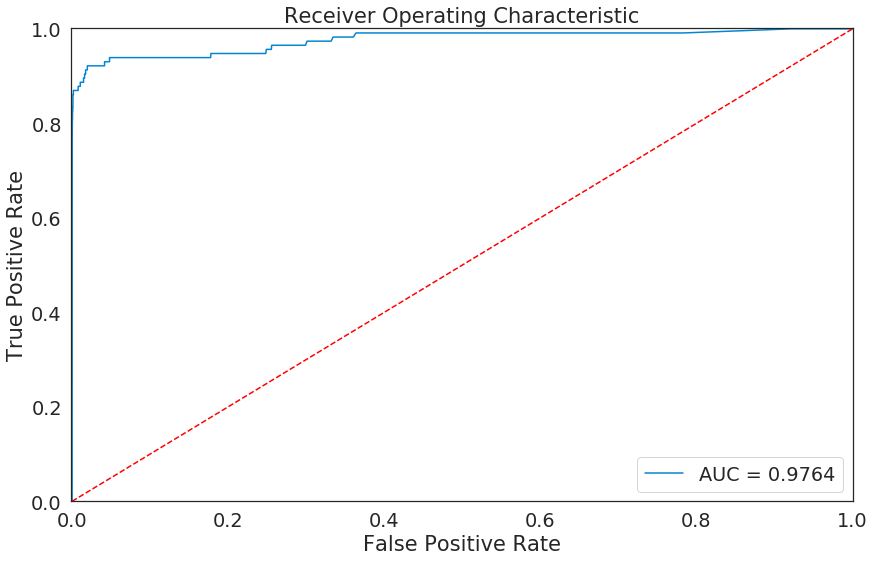 Receiver Operating Characteristic
True Positive Rate
1.0
0.8
0.6
0.4
0.2
0.0
AUC = 0.9764
0.0 0.2 0.4 0.6 0.8 1.0
False Positive Rate